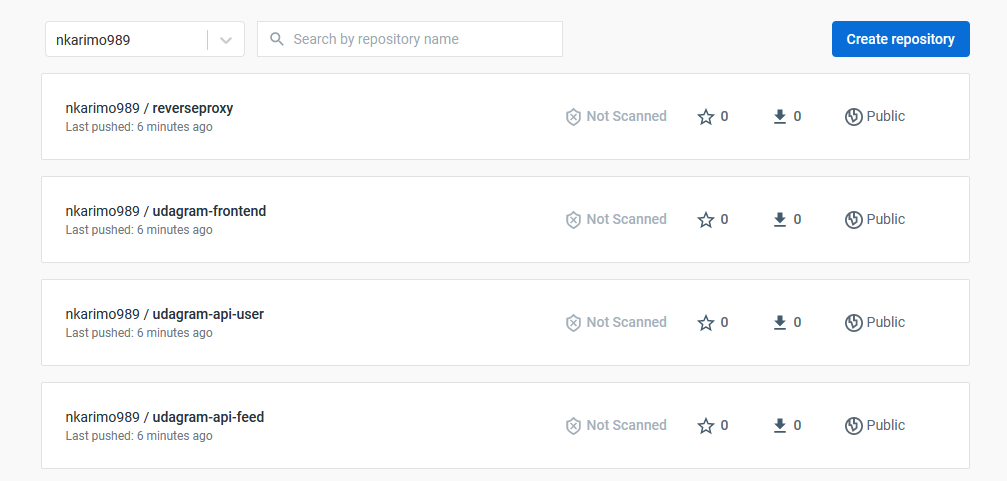 nkarimo989
Search by repository name
Create repository
nkarimo989 / reverseproxy
Last pushed: 6 minutes ago
Not Scanned
0
0
Public
nkarimo989 / udagram-frontend
Last pushed: 6 minutes ago
Not Scanned
0
0
Public
nkarimo989 / udagram-api-user
Last pushed: 6 minutes ago
Not Scanned
0
0
Public
nkarimo989 / udagram-api-feed
Last pushed: 6 minutes ago
Not Scanned
0
0
Public